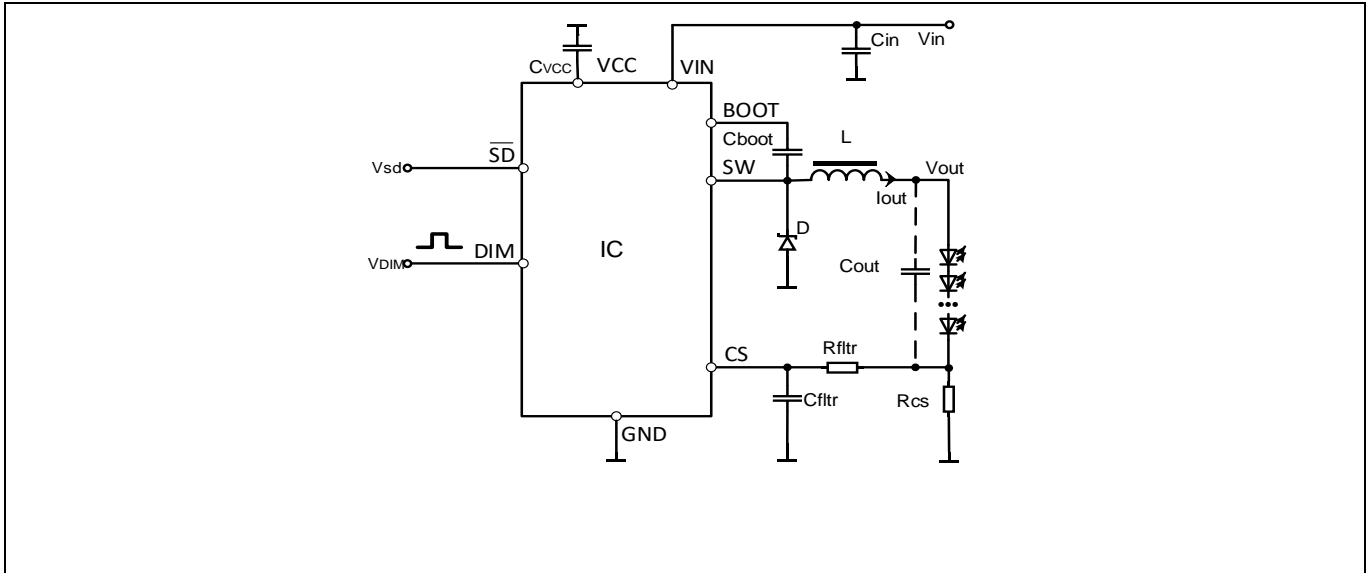 Cin
Vin
CVCC
VCC
VIN
BOOT
Cboot
L
SD
SW
Vout
Vsd
Iout
D
DIM
IC
VDIM
Cout
CS
Rfltr
Cfltr
Rcs
GND